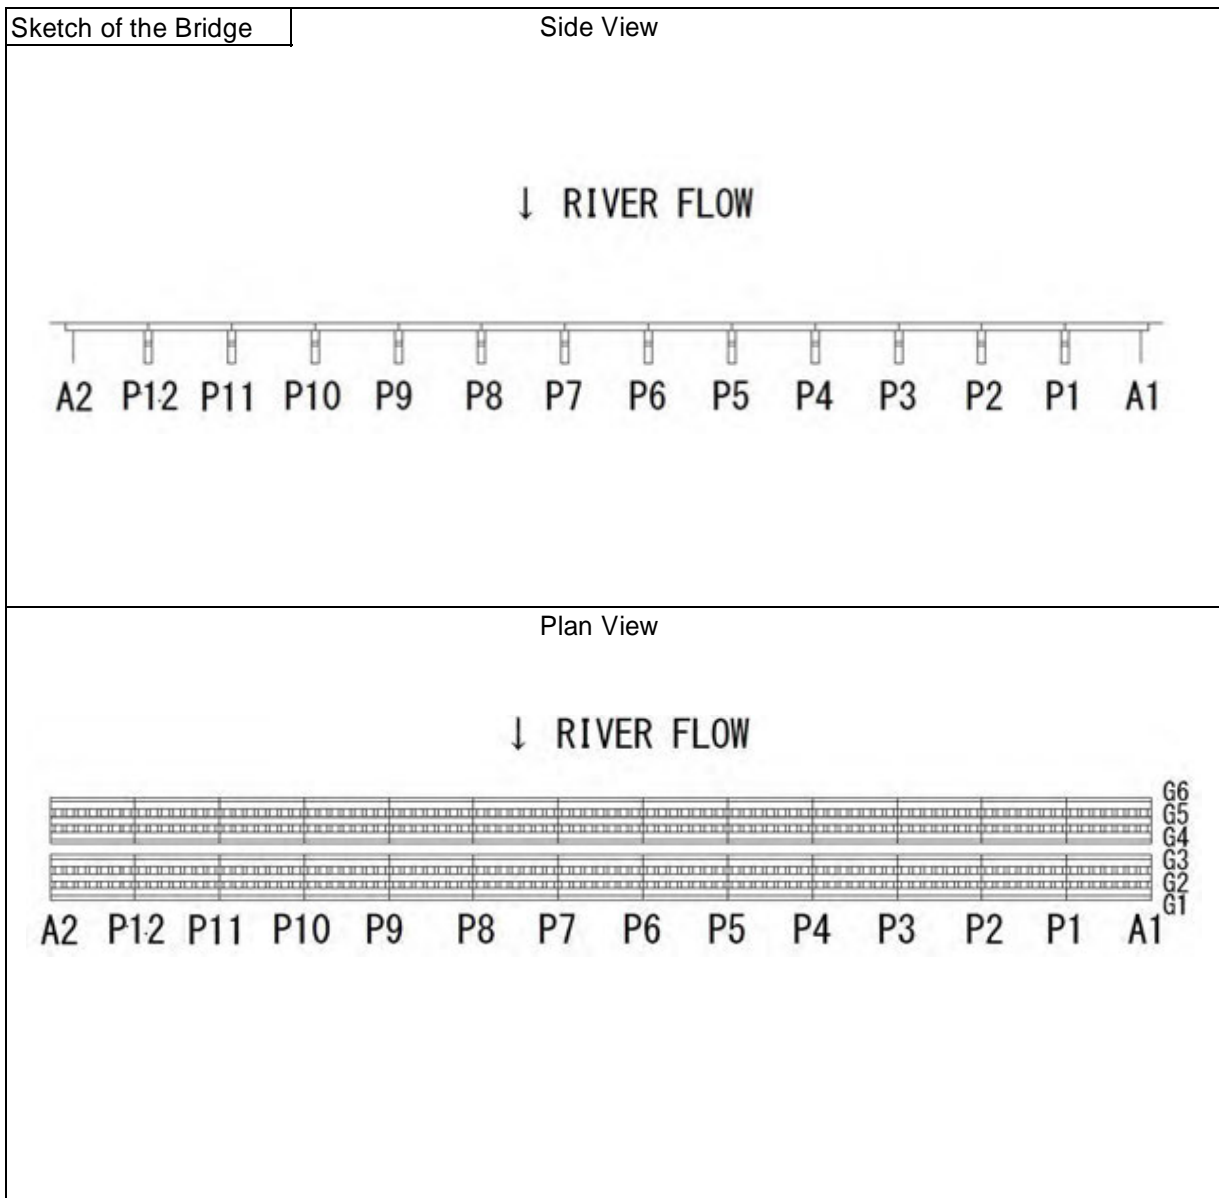 Sketch of the Bridge
Side View
↓ RIVER FLOW
A2 P12 P11 P10 P9 P8 P7 P6 P5 P4 P3 P2 P1 A1
Plan View
↓ RIVER FLOW
G6
G5
G4
G3
G2
G1
A2 P12 P11 P10 P9 P8 P7 P6 P5 P4 P3 P2 P1 A1